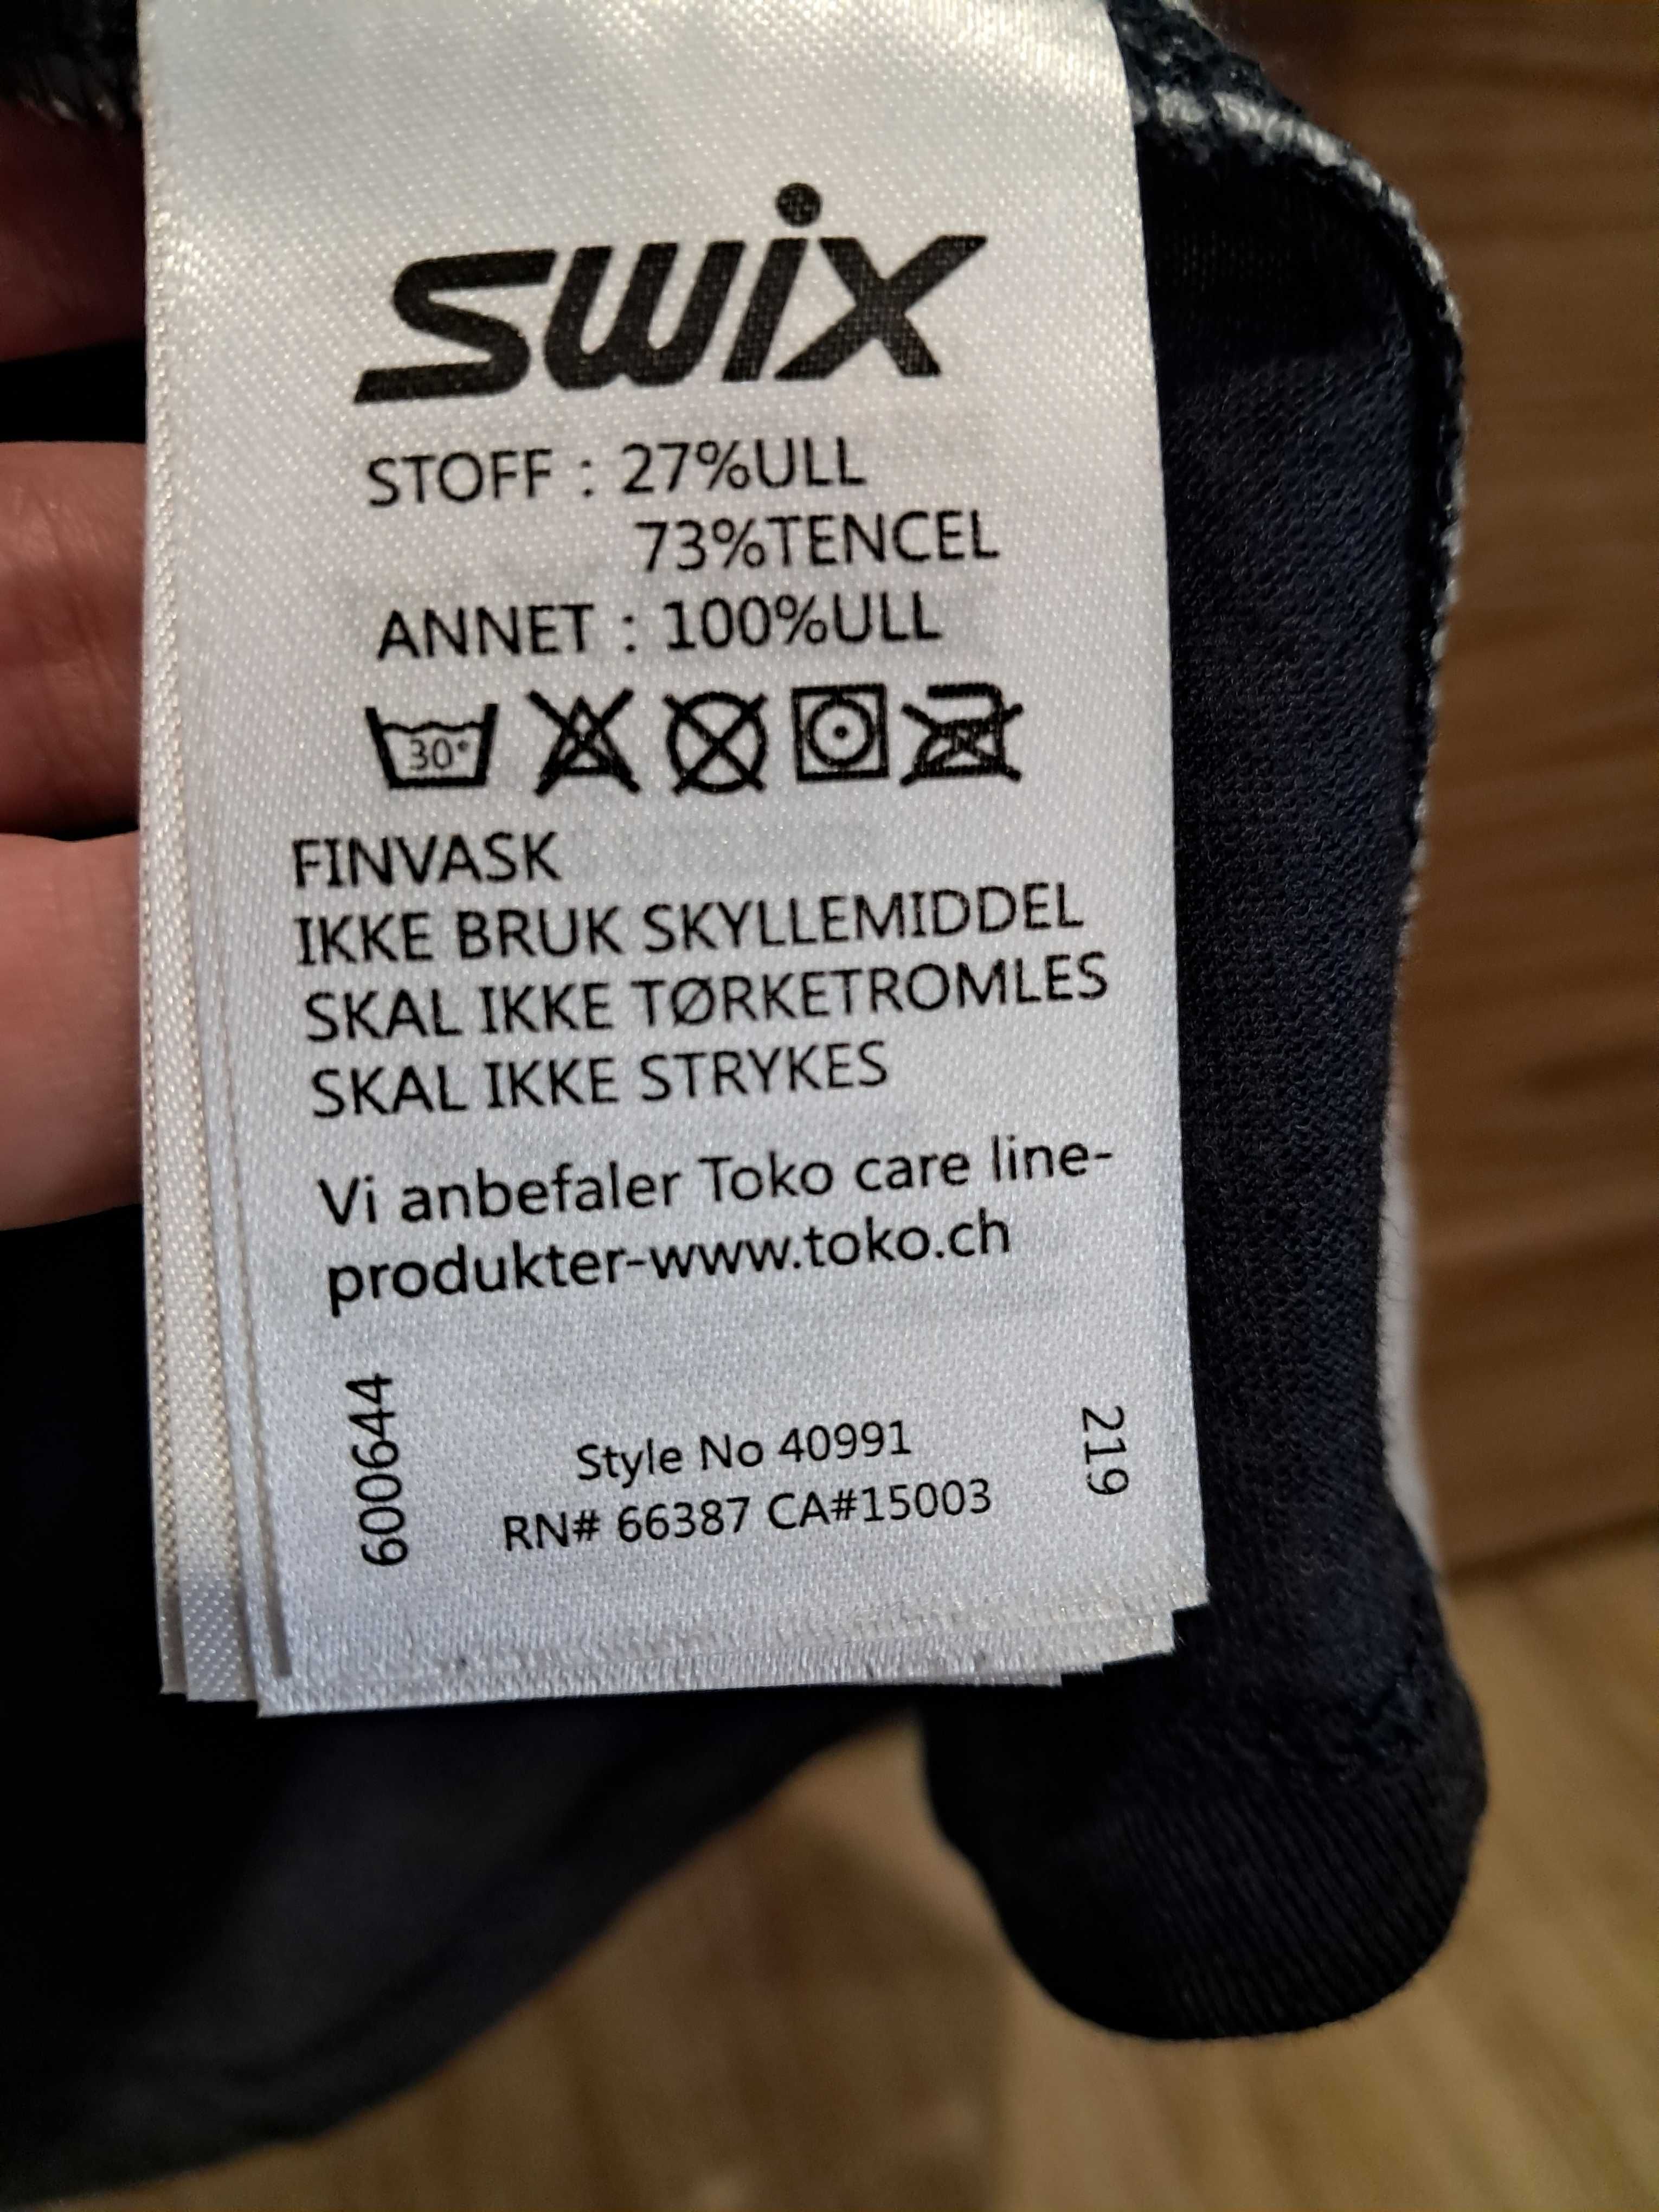 swix
STOFF : 27%ULL
73%TENCEL
ANNET : 100%ULL
30°
FINVASK
IKKE BRUK SKYLLEMIDDEL
SKAL IKKE TØRKETROMLES
SKAL IKKE STRYKES
Vi anbefaler Toko care line-
produkter-www.toko.ch
600644
Style No 40991
RN# 66387 CA#15003
219